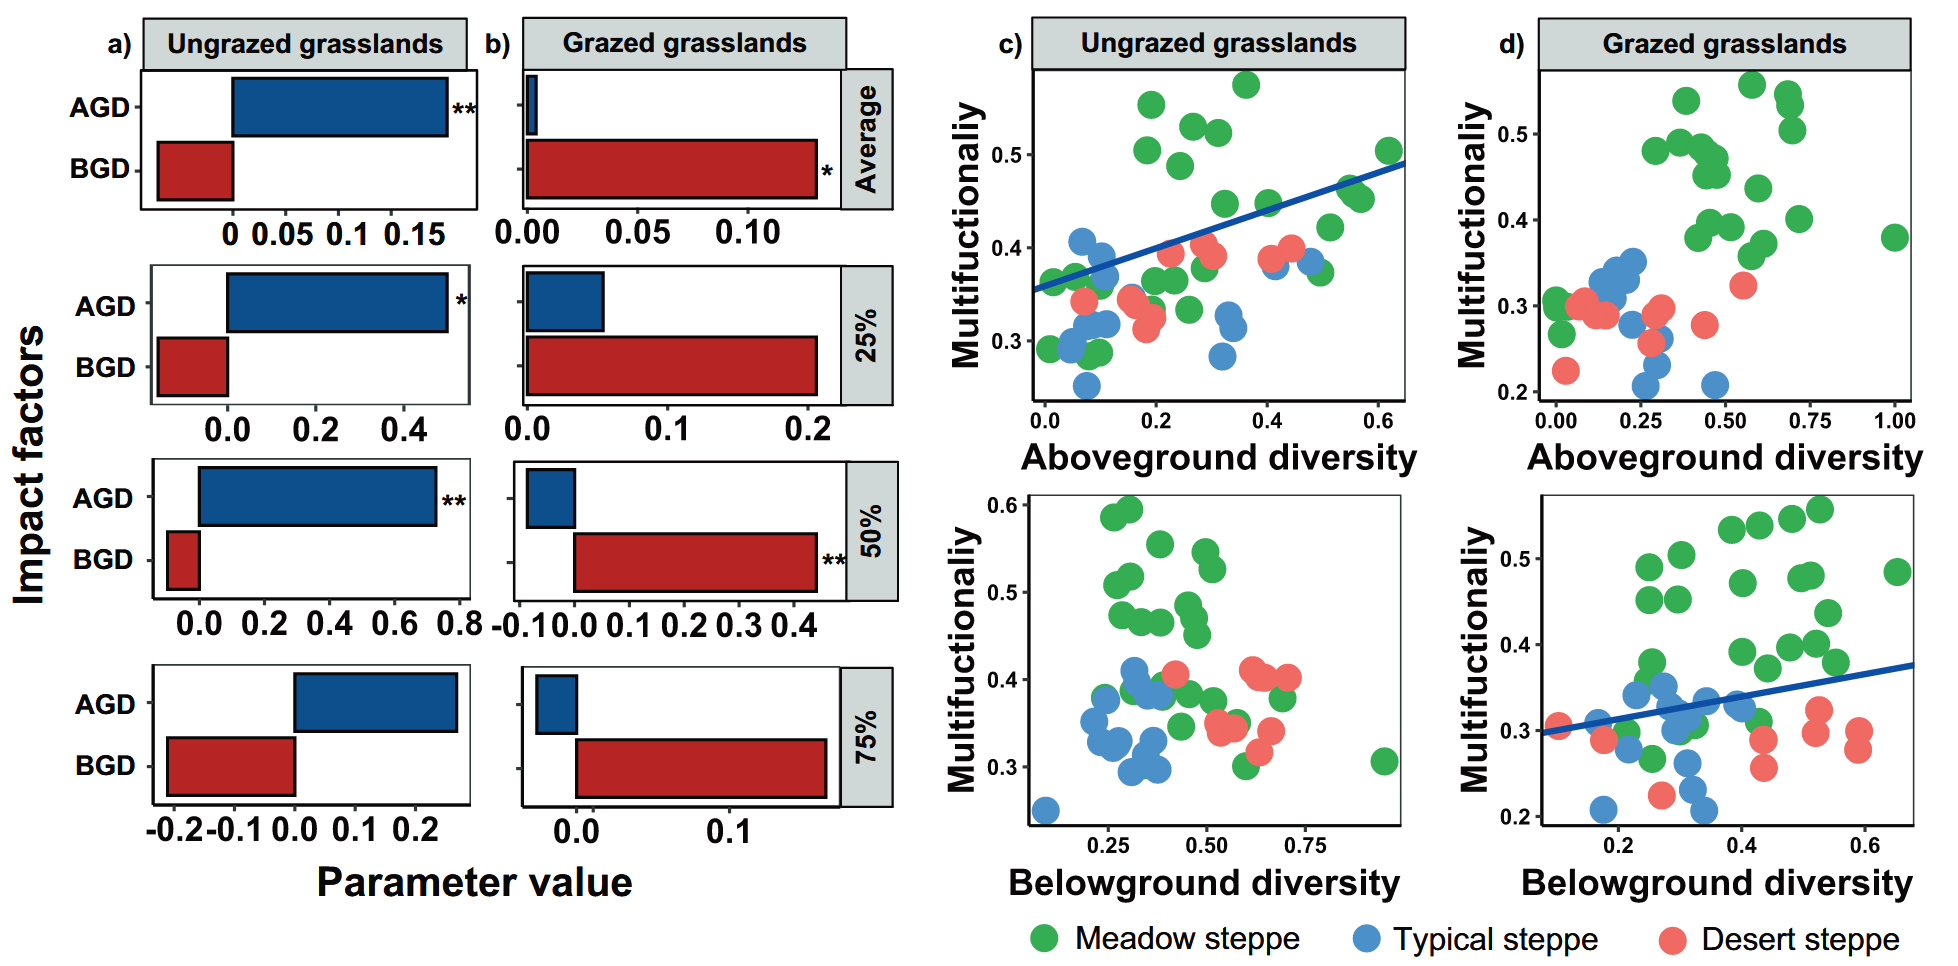 a) Ungrazed grasslands
b) Grazed grasslands
c) Ungrazed grasslands
d) Grazed grasslands
Impact factors
AGD
**
BGD
0 0.05 0.1 0.15
*
0.00 0.05 0.10
Average
AGD
*
BGD
0.0 0.2 0.4
0.0 0.1 0.2
25%
AGD
**
BGD
0.0 0.2 0.4 0.6 0.8
**
-0.1 0.0 0.1 0.2 0.3 0.4
50%
AGD
BGD
-0.2 -0.1 0.0 0.1 0.2
0.0 0.1
75%
Parameter value
Multifuctionaliy
0.5
0.4
0.3
0.0 0.2 0.4 0.6
Aboveground diversity
Multifuctionaliy
0.5
0.4
0.3
0.2
0.00 0.25 0.50 0.75 1.00
Aboveground diversity
Multifuctionaliy
0.6
0.5
0.4
0.3
0.25 0.50 0.75
Belowground diversity
Multifuctionaliy
0.5
0.4
0.3
0.2
0.2 0.4 0.6
Belowground diversity
Meadow steppe Typical steppe Desert steppe